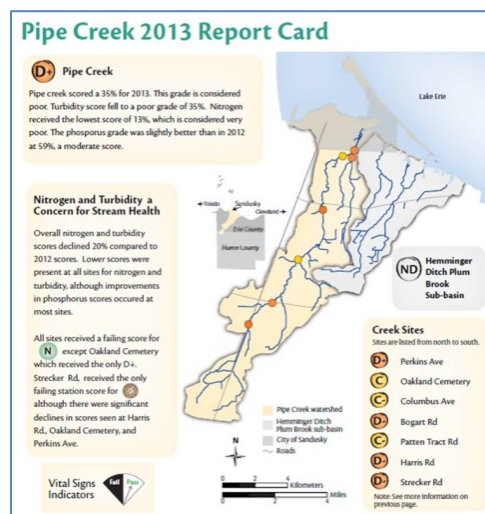 Pipe Creek 2013 Report Card
D+ Pipe Creek
Pipe creek scored a 35% for 2013. This grade is considered
poor. Turbidity score fell to a poor grade of 35%. Nitrogen
received the lowest score of 13%, which is considered very
poor. The phosporus grade was slightly better than in 2012
at 59%, a moderate score.
Lake Erie
Nitrogen and Turbidity a
Concern for Stream Health
Overall nitrogen and turbidity
scores declined 20% compared to
2012 scores. Lower scores were
present at all sites for nitrogen and
turbidity, although improvements
in phosphorus scores occured at
most sites.
All sites received a failing score for
N except Oakland Cemetery
which received the only D+.
Strecker Rd, received the only
failing station score for
although there were significant
declines in scores seen at Harris
Rd., Oakland Cemetery, and
Perkins Ave.
Toledo Sandusky
Cleveland
Erie County
Huron County
ND Hemminger
Ditch Plum
Brook
Sub-basin
Creek Sites
Sites are listed from north to south.
D+ Perkins Ave
C Oakland Cemetery
C- Columbus Ave
D+ Bogart Rd
C- Patten Tract Rd
D- Harris Rd
D- Strecker Rd
Note: See more information on
previous page.
Pipe Creek watershed
Hemminger Ditch
Plum Brook sub-basin
City of Sandusky
Roads
N
0 2 4
Kilometers
0 2 4
Miles
Vital Signs
Indicators
Fail Pass